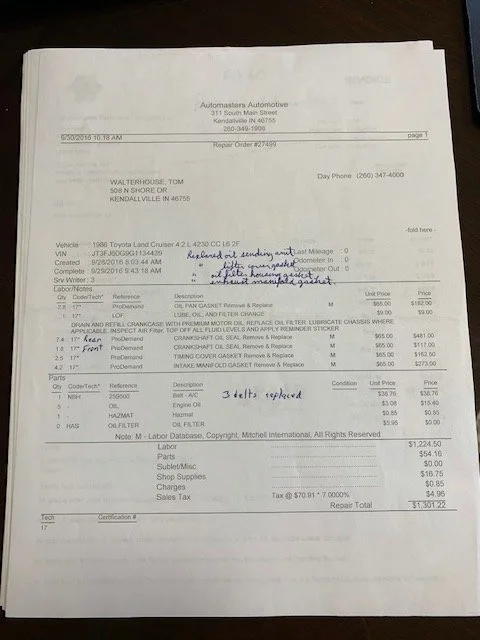 Automasters Automotive
311 South Main Street
Kendallville IN 46755
260-349-1999
9/30/2016 10:18 AM page 1
Repair Order #27499
WALTERHOUSE, TOM Day Phone (260) 347-4000
508 N SHORE DR
KENDALLVILLE IN 46755
-fold here -
Vehicle 1986 Toyota Land Cruiser 4.2 L 4230 CC L6 2F
VIN Replaced oil sending unit Last Mileage : 0
Created 9/28/2016 8:03:44 AM " lifter cover gasket Odometer In : 0
Complete 9/29/2016 9:43:18 AM " oil filter housing gasket Odometer Out : 0
Srv Writer: 3 " exhaust manifold gasket.
Labor/Notes
Qty Code/Tech* Reference Description Unit Price Price
2.8 17* ProDemand OIL PAN GASKET Remove & Replace M $65.00 $182.00
1 17* LOF LUBE, OIL, AND FILTER CHANGE $9.00 $9.00
DRAIN AND REFILL CRANKCASE WITH PREMIUM MOTOR OIL. REPLACE OIL FILTER. LUBRICATE CHASSIS WHERE
APPLICABLE. INSPECT AIR Filter. TOP OFF ALL FLUID LEVELS AND APPLY REMINDER STICKER
7.4 17* Rear ProDemand CRANKSHAFT OIL SEAL Remove & Replace M $65.00 $481.00
1.8 17* Front ProDemand CRANKSHAFT OIL SEAL Remove & Replace M $65.00 $117.00
2.5 17* ProDemand TIMING COVER GASKET Remove & Replace M $65.00 $162.50
4.2 17* ProDemand INTAKE MANIFOLD GASKET Remove & Replace M $65.00 $273.00
Parts
Qty Code/Tech* Reference Description Condition Unit Price Price
1 NBH 259500 Belt - A/C 3 belts replaced $38.76 $38.76
5 - OIL Engine Oil $3.08 $15.40
1 - HAZMAT Hazmat $0.85 $0.85
0 HAS OILFILTER OIL FILTER $5.95 $0.00
Note: M - Labor Database, Copyright, Mitchell International, All Rights Reserved
Labor $1,224.50
Parts $54.16
Sublet/Misc $0.00
Shop Supplies $16.75
Charges $0.85
Sales Tax Tax @ $70.91 * 7.0000% $4.96
Repair Total $1,301.22
Tech Certification #
17